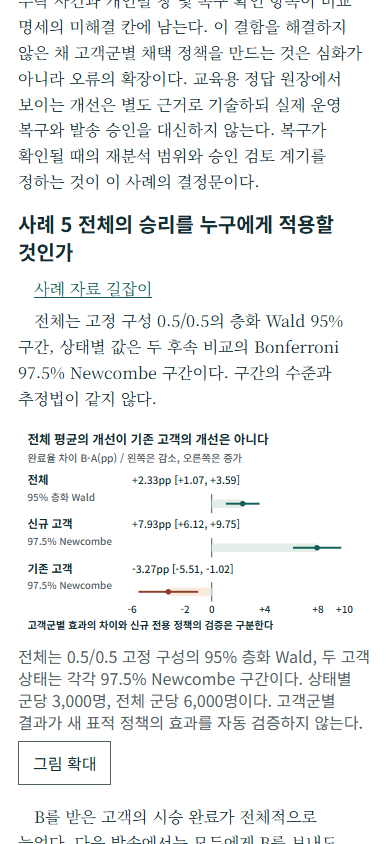 명세의 미해결 칸에 남는다. 이 결함을 해결하지
않은 채 고객군별 채택 정책을 만드는 것은 심화가
아니라 오류의 확장이다. 교육용 정답 원장에서
보이는 개선은 별도 근거로 기술하되 실제 운영
복구와 발송 승인을 대신하지 않는다. 복구가
확인될 때의 재분석 범위와 승인 검토 계기를
정하는 것이 이 사례의 결정문이다.
사례 5 전체의 승리를 누구에게 적용할
것인가
사례 자료 길잡이
전체는 고정 구성 0.5/0.5의 층화 Wald 95%
구간, 상태별 값은 두 후속 비교의 Bonferroni
97.5% Newcombe 구간이다. 구간의 수준과
추정법이 같지 않다.
전체 평균의 개선이 기존 고객의 개선은 아니다
완료율 차이 B-A(pp) / 왼쪽은 감소, 오른쪽은 증가
전체 +2.33pp [+1.07, +3.59]
95% 층화 Wald
신규 고객 +7.93pp [+6.12, +9.75]
97.5% Newcombe
기존 고객 -3.27pp [-5.51, -1.02]
97.5% Newcombe
-6 -2 0 +4 +8 +10
고객군별 효과의 차이와 신규 전용 정책의 검증은 구분한다
전체는 0.5/0.5 고정 구성의 95% 층화 Wald, 두 고객
상태는 각각 97.5% Newcombe 구간이다. 상태별
군당 3,000명, 전체 군당 6,000명이다. 고객군별
결과가 새 표적 정책의 효과를 자동 검증하지 않는다.
그림 확대
B를 받은 고객의 시승 완료가 전체적으로